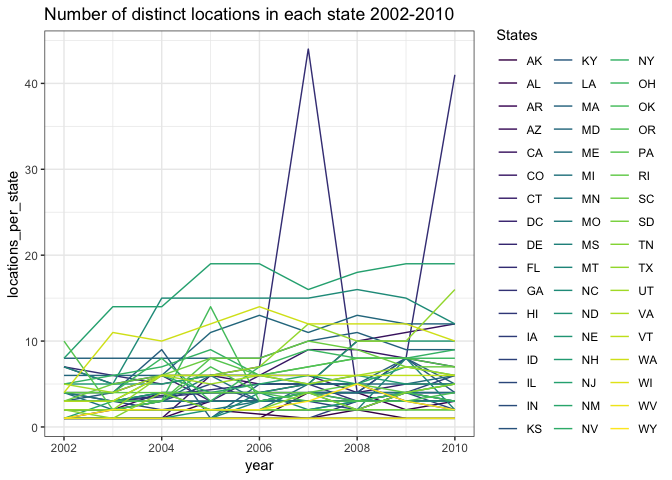 Number of distinct locations in each state 2002-2010
States
AK KY NY
AL LA OH
AR MA OK
AZ MD OR
CA ME PA
CO MI RI
CT MN SC
DC MO SD
DE MS TN
FL MT TX
GA NC UT
HI ND VA
IA NE VT
ID NH WA
IL NJ WI
IN NM WV
KS NV WY
locations_per_state
40
30
20
10
0
2002 2004 2006 2008 2010
year